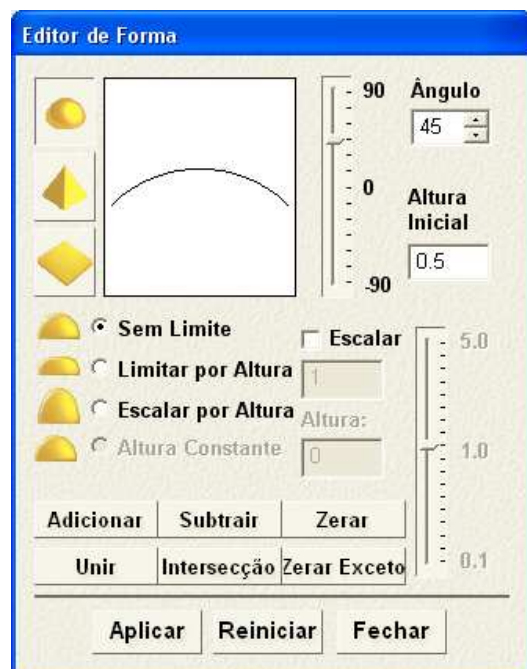 Editor de Forma
90
Ângulo
45
0
Altura
Inicial
0.5
-90
Sem Limite
Escalar
5.0
Limitar por Altura
1
Escalar por Altura
Altura:
Altura Constante
0
1.0
Adicionar Subtrair Zerar
Unir Intersecção Zerar Exceto
0.1
Aplicar Reiniciar Fechar